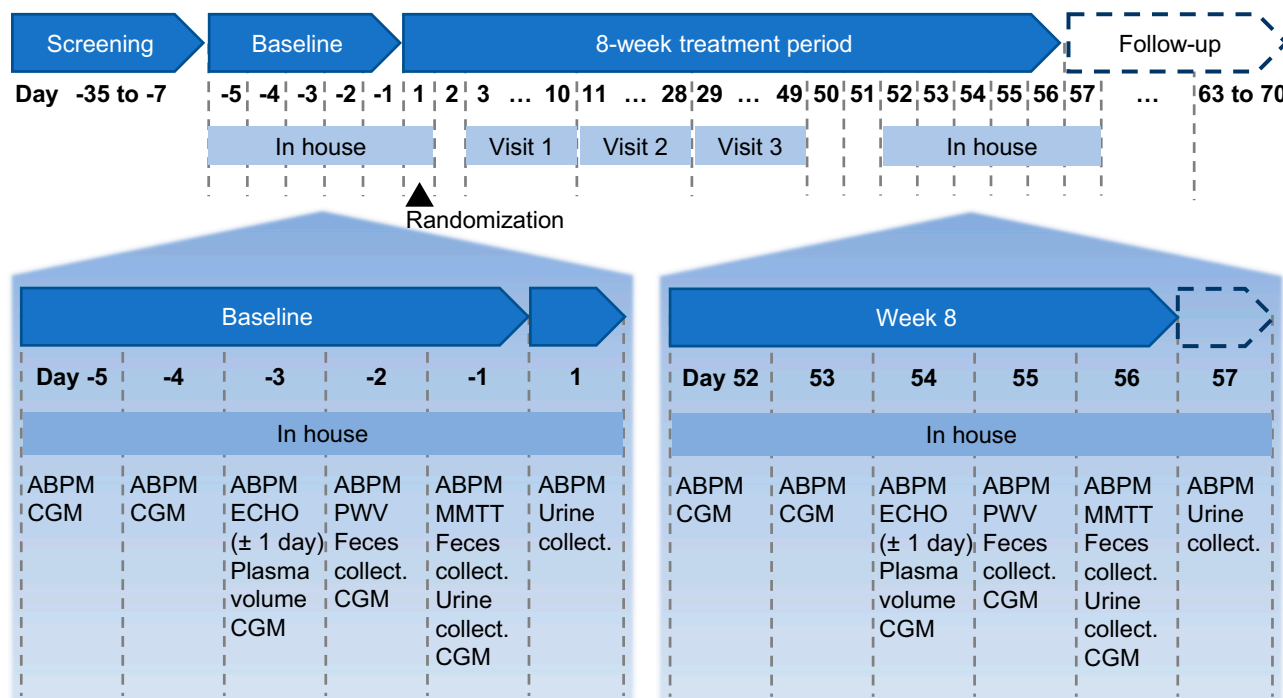 Screening Baseline 8-week treatment period Follow-up
Day -35 to -7 -5 -4 -3 -2 -1 1 2 3 ... 10 11 ... 28 29 ... 49 50 51 52 53 54 55 56 57 ... 63 to 70
In house Visit 1 Visit 2 Visit 3 In house
Randomization
Baseline
Day -5 -4 -3 -2 -1 1
In house
ABPM
CGM
ABPM
CGM
ABPM
ECHO
(± 1 day)
Plasma
volume
CGM
ABPM
PWV
Feces
collect.
CGM
ABPM
MMTT
Feces
collect.
Urine
collect.
CGM
ABPM
Urine
collect.
Week 8
Day 52 53 54 55 56 57
In house
ABPM
CGM
ABPM
CGM
ABPM
ECHO
(± 1 day)
Plasma
volume
CGM
ABPM
PWV
Feces
collect.
CGM
ABPM
MMTT
Feces
collect.
Urine
collect.
CGM
ABPM
Urine
collect.